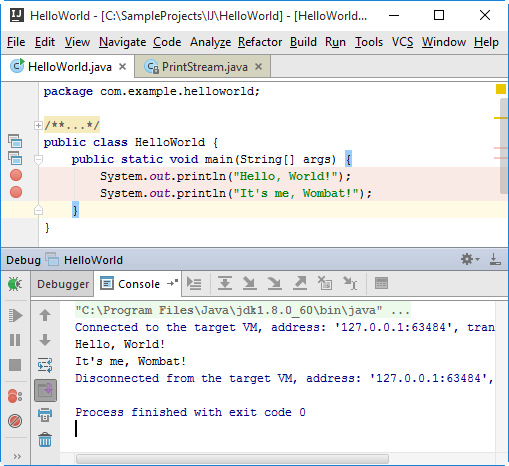 HelloWorld - [C:\SampleProjects\IJ\HelloWorld] - [HelloWorld...
File Edit View Navigate Code Analyze Refactor Build Run Tools VCS Window Help
HelloWorld.java PrintStream.java
package com.example.helloworld;
/**...*/
public class HelloWorld {
public static void main(String[] args) {
System.out.println("Hello, World!");
System.out.println("It's me, Wombat!");
}
}
Debug HelloWorld
Debugger Console
"C:\Program Files\Java\jdk1.8.0_60\bin\java" ...
Connected to the target VM, address: '127.0.0.1:63484', tran
Hello, World!
It's me, Wombat!
Disconnected from the target VM, address: '127.0.0.1:63484',
Process finished with exit code 0